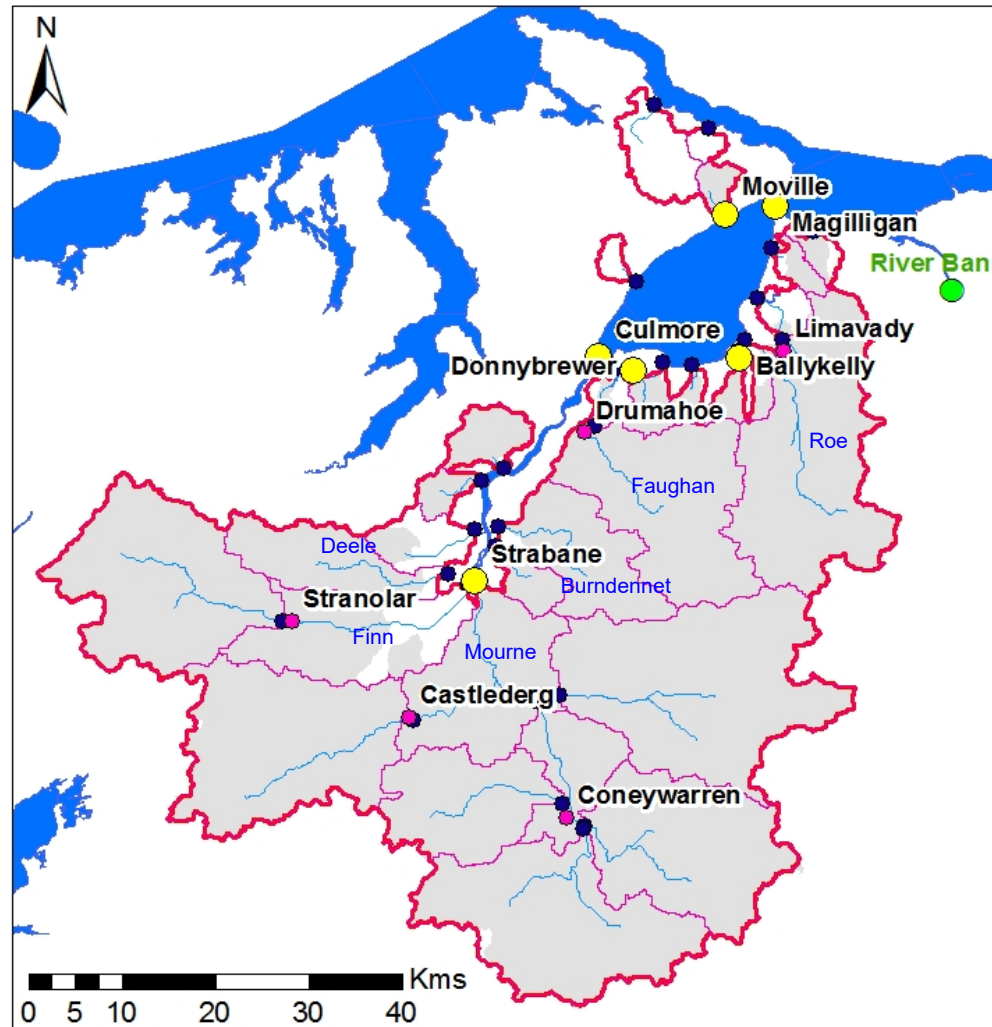 N
Moville
Magilligan
River Ban
Culmore
Limavady
Donnybrewer
Ballykelly
Drumahoe
Roe
Faughan
Deele
Strabane
Burndennet
Stranolar
Finn
Mourne
Castlederg
Coneywarren
Kms
0 5 10 20 30 40